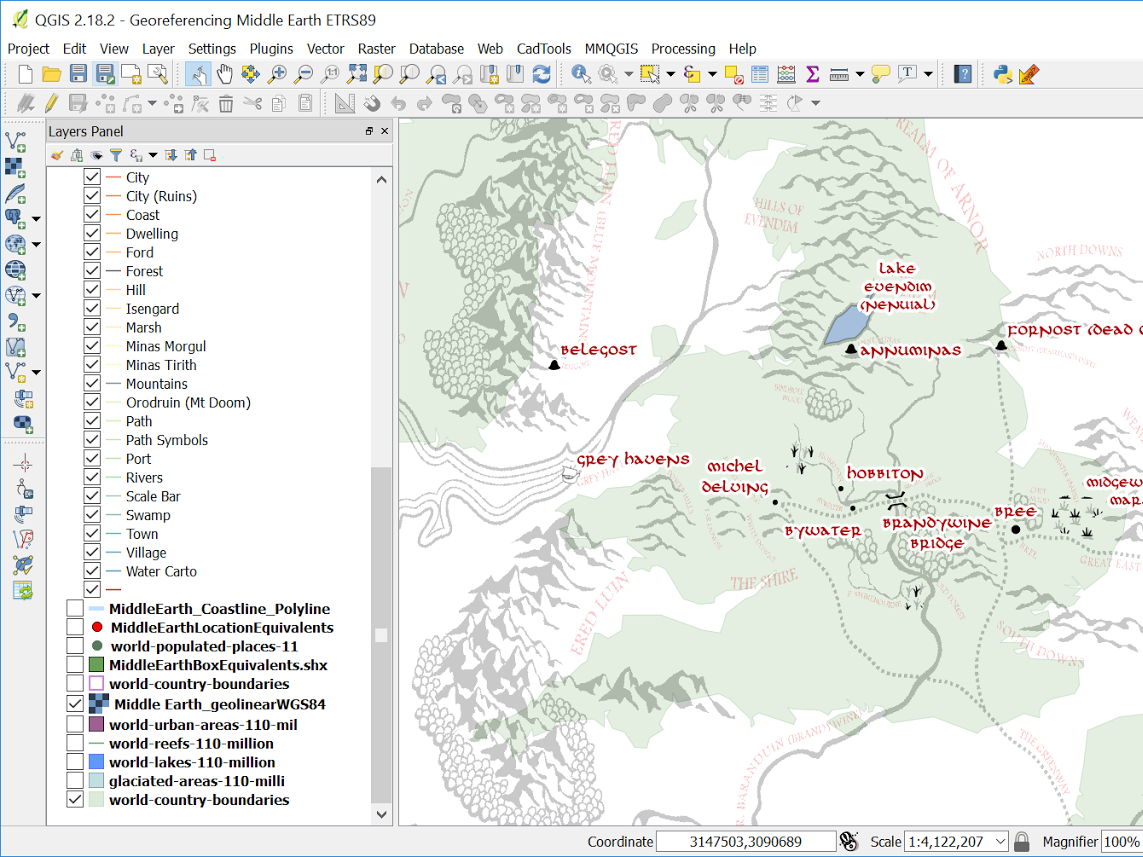 QGIS 2.18.2 - Georeferencing Middle Earth ETRS89
Project Edit View Layer Settings Plugins Vector Raster Database Web CadTools MMQGIS Processing Help
Layers Panel
City
City (Ruins)
Coast
Dwelling
Ford
Forest
Hill
Isengard
Marsh
Minas Morgul
Minas Tirith
Mountains
Orodruin (Mt Doom)
Path
Path Symbols
Port
Rivers
Scale Bar
Swamp
Town
Village
Water Carto
MiddleEarth_Coastline_Polyline
MiddleEarthLocationEquivalents
world-populated-places-11
MiddleEarthBoxEquivalents.shx
world-country-boundaries
Middle Earth_geolinearWGS84
world-urban-areas-110-mil
world-reefs-110-million
world-lakes-110-million
glaciated-areas-110-milli
world-country-boundaries
REALM OF ARNOR
HILLS OF
EVENDIM
NORTH DOWNS
LAKE
EVENDIM
(NENUIAL)
FORNOST (DEAD
BELEGOST
ANNUMINAS
GREY HAVENS
MICHEL
DELVING
HOBBITON
MIDGEW
MAR
BYWATER
BRANDYWINE
BRIDGE
BREE
THE SHIRE
GREAT EAST
ERED LUIN
SOUTH DOWNS
THE GREENWAY
R. BARANDUIN (BRANDYWINE)
Coordinate 3147503,3090689 Scale 1:4,122,207 Magnifier 100%